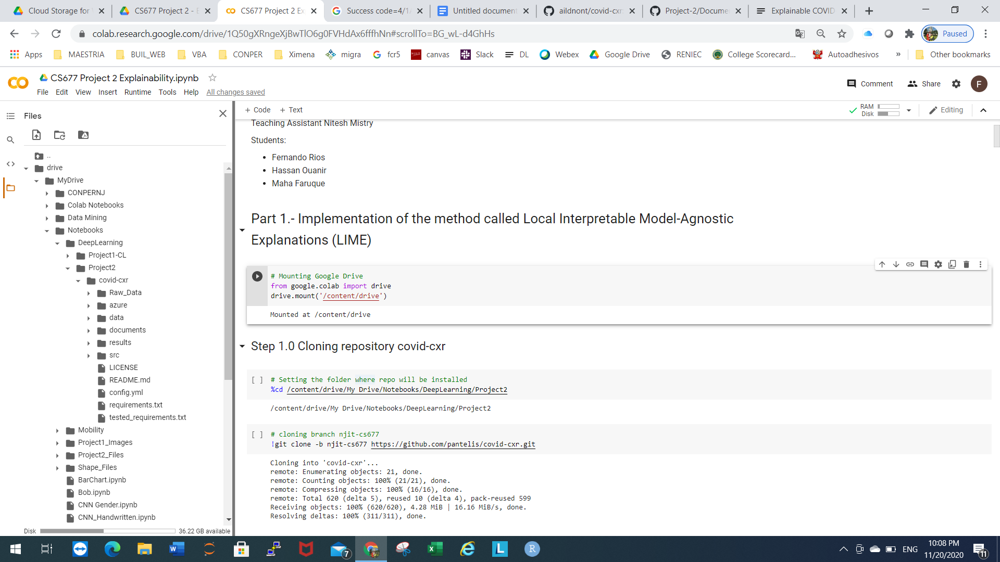 Cloud Storage for
CS677 Project 2 - E
CS677 Project 2 Ex
Success code=4/1
Untitled document
aildnont/covid-cxr
Project-2/Docume
Explainable COVID
colab.research.google.com/drive/1Q50gXRngeXjBwTlO6g0FVHdAx6fffhNn#scrollTo=BG_wL-d4GhHs
Paused
Apps
MAESTRIA
BUIL_WEB
VBA
CONPER
Ximena
migra
fcr5
canvas
Slack
DL
Webex
Google Drive
RENIEC
College Scorecard...
Autoadhesivos
»
Other bookmarks
CS677 Project 2 Explainability.ipynb
Comment
Share
F
File Edit View Insert Runtime Tools Help All changes saved
Files
+ Code + Text
RAM
Disk
Editing
..
drive
MyDrive
CONPERNJ
Colab Notebooks
Data Mining
Notebooks
DeepLearning
Project1-CL
Project2
covid-cxr
Raw_Data
azure
data
documents
results
src
LICENSE
README.md
config.yml
requirements.txt
tested_requirements.txt
Mobility
Project1_Images
Project2_Files
Shape_Files
BarChart.ipynb
Bob.ipynb
CNN Gender.ipynb
CNN_Handwritten.ipynb
Disk 36.22 GB available
Teaching Assistant Nitesh Mistry
Students:
• Fernando Rios
• Hassan Ouanir
• Maha Faruque
Part 1.- Implementation of the method called Local Interpretable Model-Agnostic
Explanations (LIME)
# Mounting Google Drive
from google.colab import drive
drive.mount('/content/drive')
Mounted at /content/drive
Step 1.0 Cloning repository covid-cxr
[ ] # Setting the folder where repo will be installed
%cd /content/drive/My Drive/Notebooks/DeepLearning/Project2
/content/drive/My Drive/Notebooks/DeepLearning/Project2
[ ] # cloning branch njit-cs677
!git clone -b njit-cs677 https://github.com/pantelis/covid-cxr.git
Cloning into 'covid-cxr'...
remote: Enumerating objects: 21, done.
remote: Counting objects: 100% (21/21), done.
remote: Compressing objects: 100% (16/16), done.
remote: Total 620 (delta 5), reused 10 (delta 4), pack-reused 599
Receiving objects: 100% (620/620), 4.28 MiB | 16.16 MiB/s, done.
Resolving deltas: 100% (311/311), done.
7
L
R
ENG
10:08 PM
11/20/2020
11